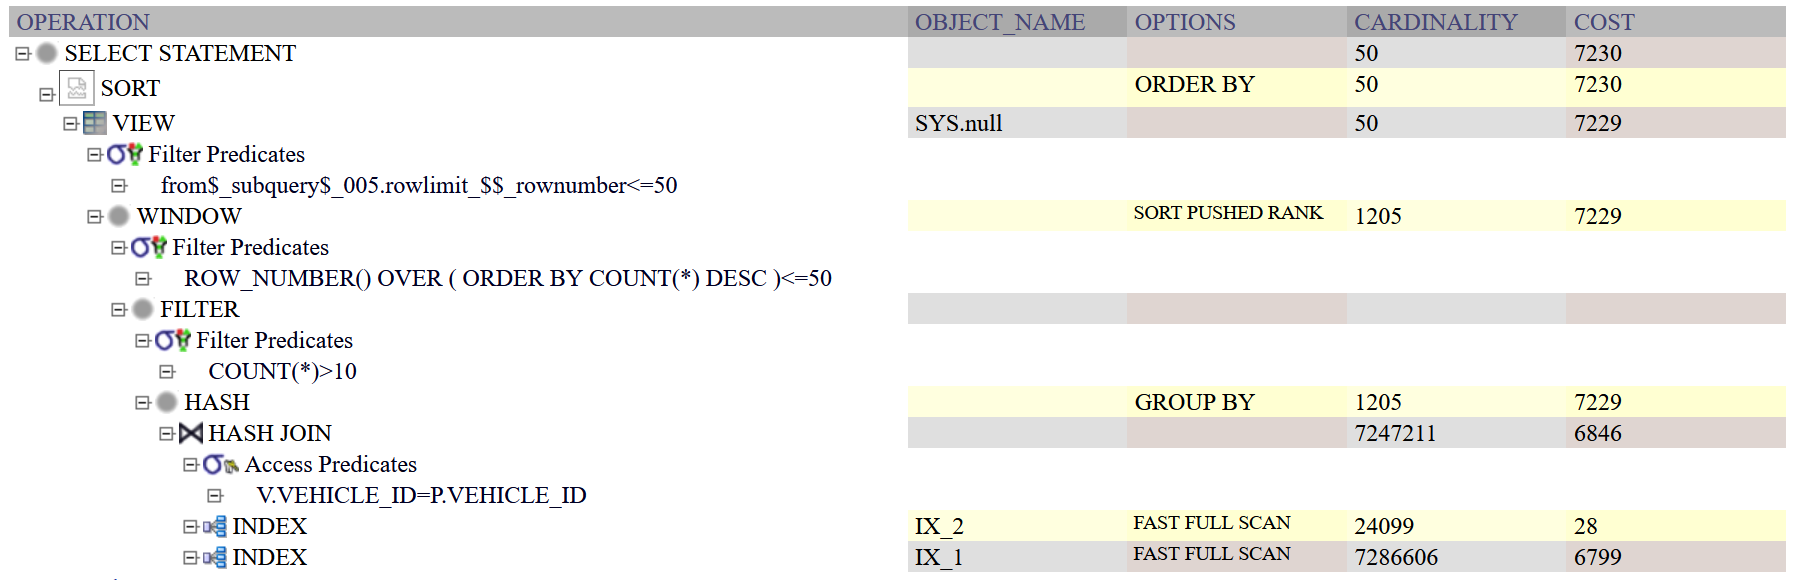 OPERATION OBJECT_NAME OPTIONS CARDINALITY COST
SELECT STATEMENT 50 7230
SORT ORDER BY 50 7230
VIEW SYS.null 50 7229
Filter Predicates
from$_subquery$_005.rowlimit_$$_rownumber<=50
WINDOW SORT PUSHED RANK 1205 7229
Filter Predicates
ROW_NUMBER() OVER ( ORDER BY COUNT(*) DESC )<=50
FILTER
Filter Predicates
COUNT(*)>10
HASH GROUP BY 1205 7229
HASH JOIN 7247211 6846
Access Predicates
V.VEHICLE_ID=P.VEHICLE_ID
INDEX IX_2 FAST FULL SCAN 24099 28
INDEX IX_1 FAST FULL SCAN 7286606 6799